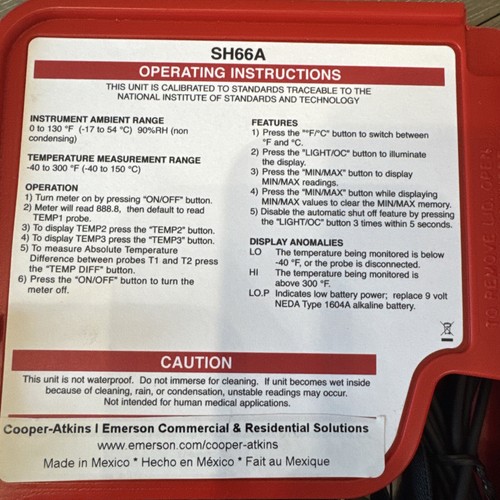 SH66A
OPERATING INSTRUCTIONS
THIS UNIT IS CALIBRATED TO STANDARDS TRACEABLE TO THE
NATIONAL INSTITUTE OF STANDARDS AND TECHNOLOGY
INSTRUMENT AMBIENT RANGE
0 to 130 °F (-17 to 54 °C) 90%RH (non
condensing)
TEMPERATURE MEASUREMENT RANGE
-40 to 300 °F (-40 to 150 °C)
OPERATION
1) Turn meter on by pressing "ON/OFF" button.
2) Meter will read 888.8, then default to read
TEMP1 probe.
3) To display TEMP2 press the "TEMP2" button.
4) To display TEMP3 press the "TEMP3" button.
5) To measure Absolute Temperature
Difference between probes T1 and T2 press
the "TEMP DIFF" button.
6) Press the "ON/OFF" button to turn the
meter off.
FEATURES
1) Press the "°F/°C" button to switch between
°F and °C.
2) Press the "LIGHT/OC" button to illuminate
the display.
3) Press the "MIN/MAX" button to display
MIN/MAX readings.
4) Press the "MIN/MAX" button while displaying
MIN/MAX values to clear the MIN/MAX memory.
5) Disable the automatic shut off feature by pressing
the "LIGHT/OC" button 3 times within 5 seconds.
DISPLAY ANOMALIES
LO The temperature being monitored is below
-40 °F, or the probe is disconnected.
HI The temperature being monitored is
above 300 °F.
LO.P Indicates low battery power; replace 9 volt
NEDA Type 1604A alkaline battery.
CAUTION
This unit is not waterproof. Do not immerse for cleaning. If unit becomes wet inside
because of cleaning, rain, or condensation, unstable readings may occur.
Not intended for human medical applications.
Cooper-Atkins | Emerson Commercial & Residential Solutions
www.emerson.com/cooper-atkins
Made in Mexico * Hecho en México * Fait au Mexique